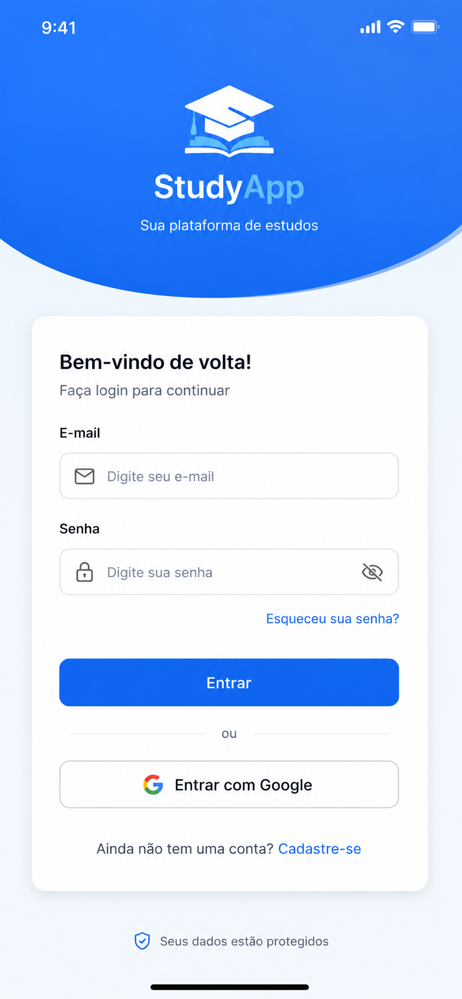 9:41
StudyApp
Sua plataforma de estudos
Bem-vindo de volta!
Faça login para continuar
E-mail
Digite seu e-mail
Senha
Digite sua senha
Esqueceu sua senha?
Entrar
ou
Entrar com Google
Ainda não tem uma conta? Cadastre-se
Seus dados estão protegidos